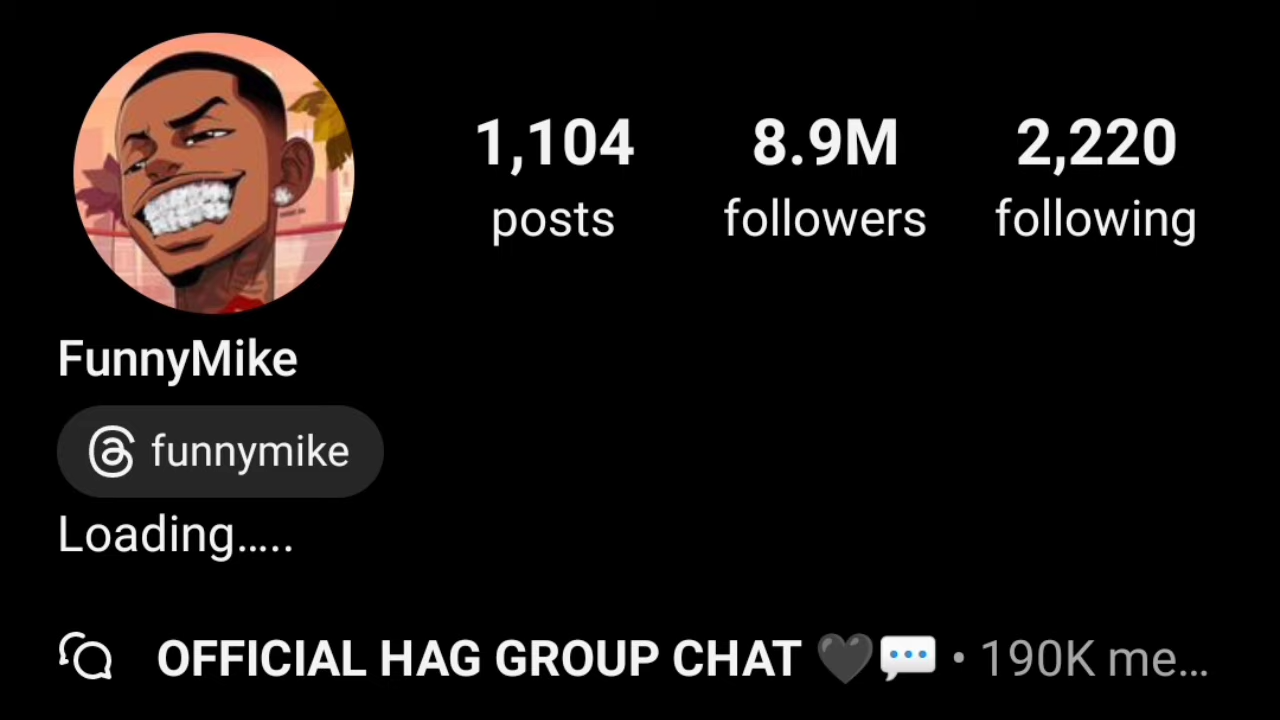 1,104 8.9M 2,220
posts followers following
FunnyMike
funnymike
Loading.....
OFFICIAL HAG GROUP CHAT 🖤💬 • 190K me...